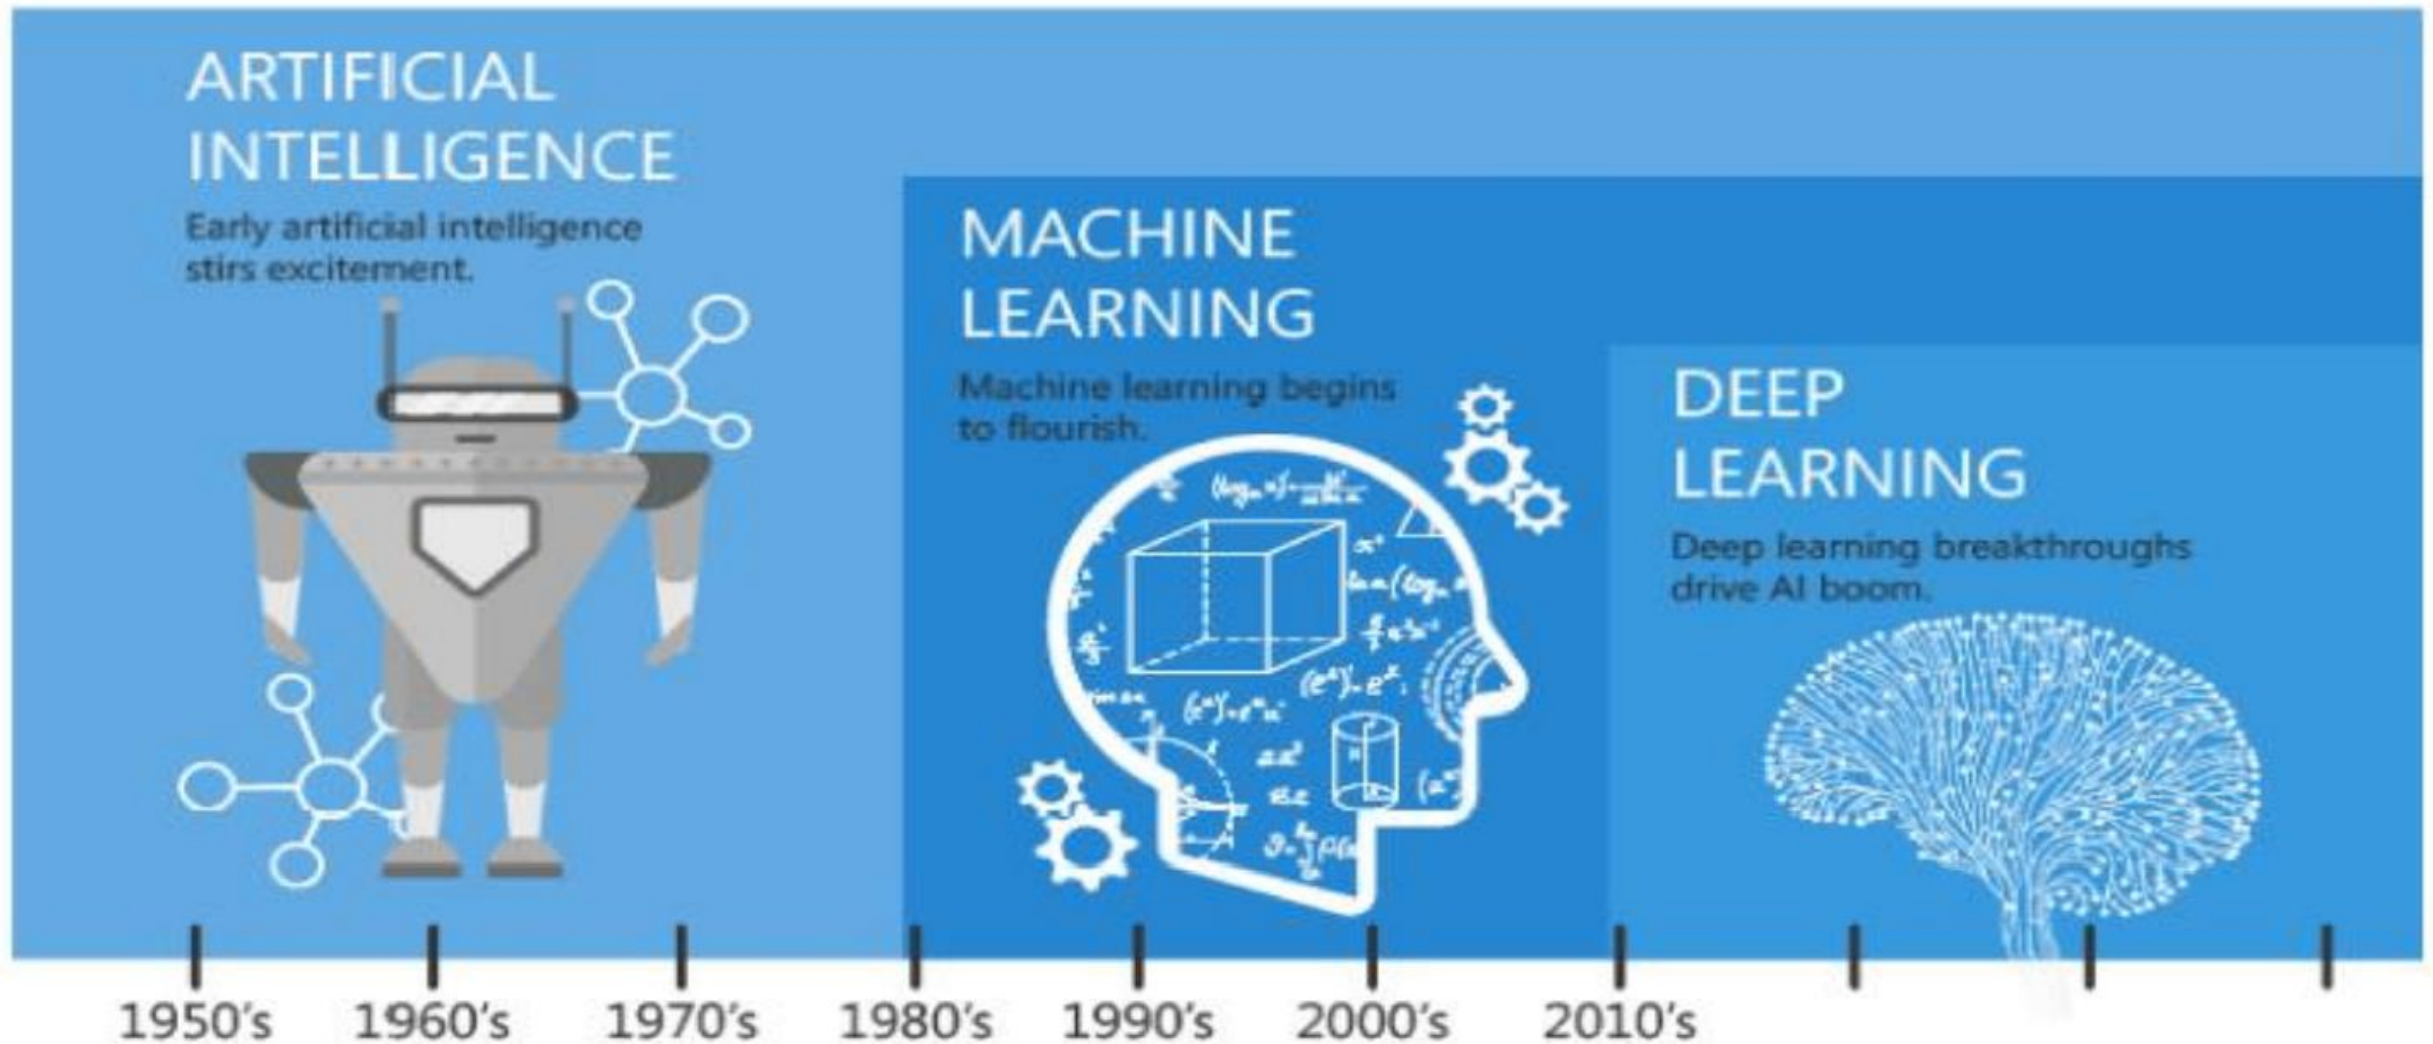 ARTIFICIAL
INTELLIGENCE
Early artificial intelligence
stirs excitement.
MACHINE
LEARNING
Machine learning begins
to flourish.
DEEP
LEARNING
Deep learning breakthroughs
drive AI boom.
1950's 1960's 1970's 1980's 1990's 2000's 2010's